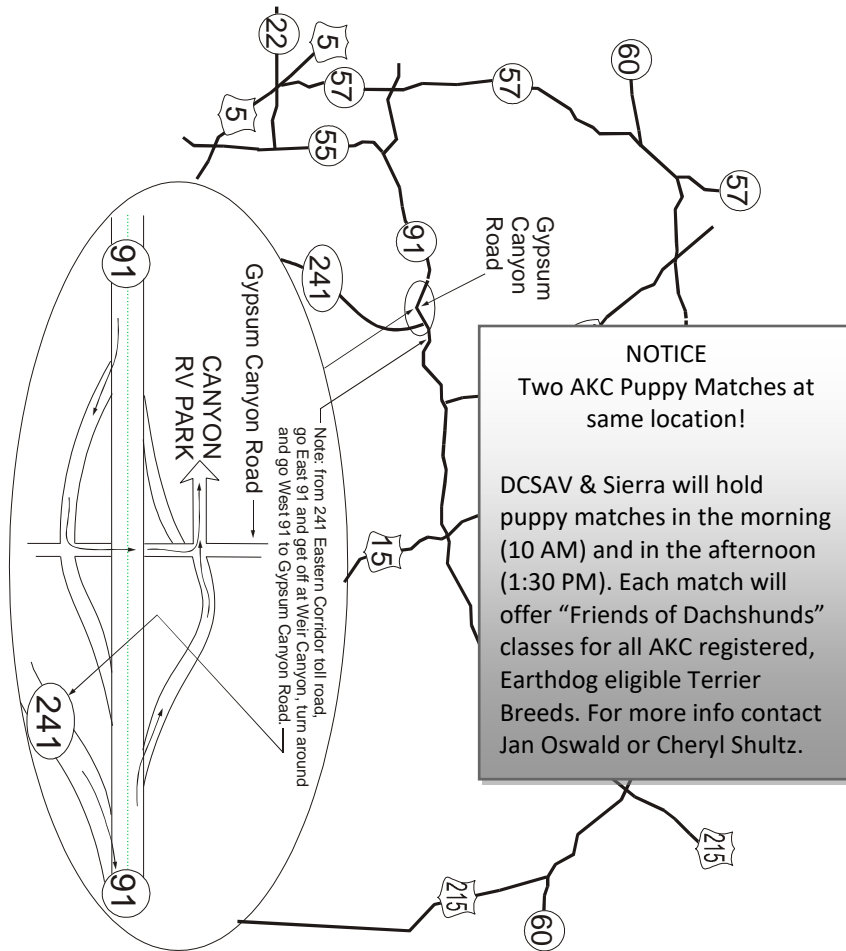 22
5
5
57
55
57
60
57
91
Gypsum
Canyon
Road
241
NOTICE
Two AKC Puppy Matches at
same location!
DCSAV & Sierra will hold
puppy matches in the morning
(10 AM) and in the afternoon
(1:30 PM). Each match will
offer “Friends of Dachshunds”
classes for all AKC registered,
Earthdog eligible Terrier
Breeds. For more info contact
Jan Oswald or Cheryl Shultz.
15
215
215
60
Note: from 241 Eastern Corridor toll road,
go East 91 and get off at Weir Canyon, turn around
and go West 91 to Gypsum Canyon Road.
Gypsum Canyon Road
CANYON
RV PARK
91
241
91